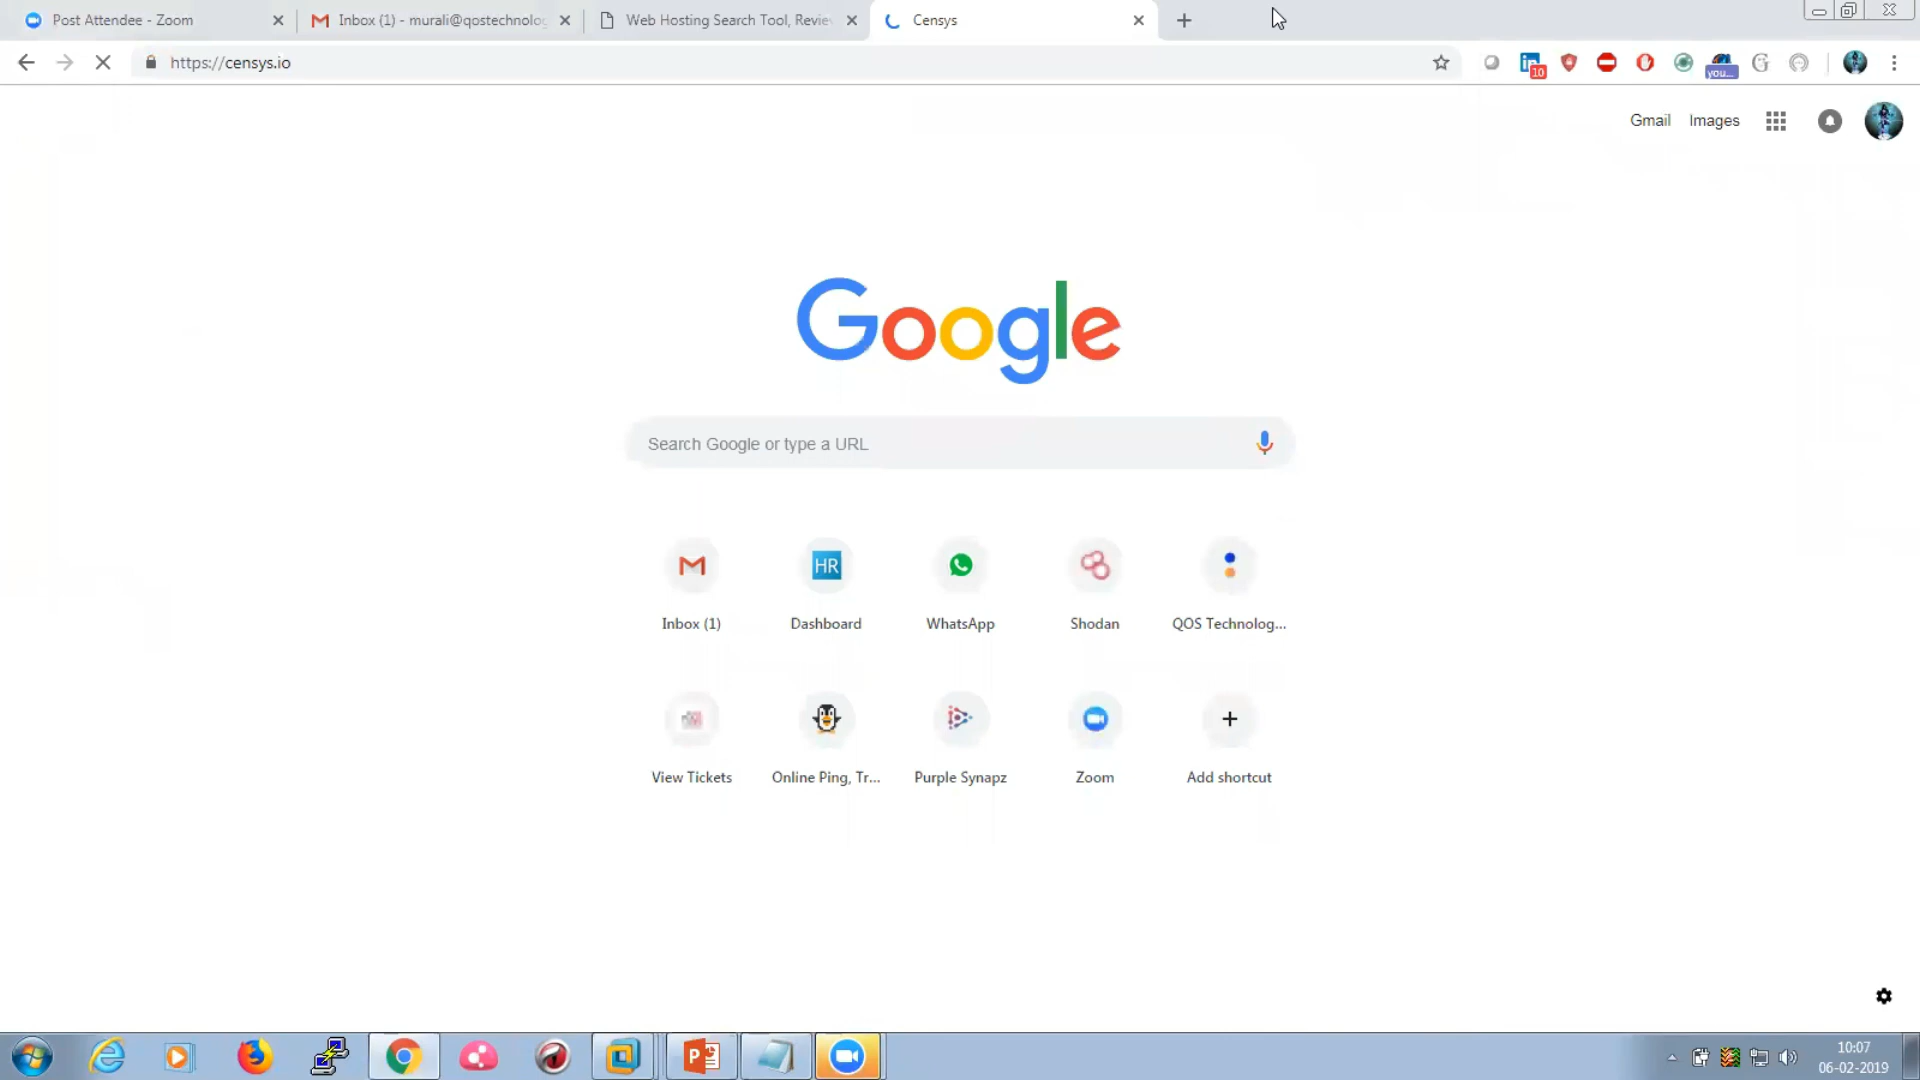 Post Attendee - Zoom
Inbox (1) - murali@qostechnolog
Web Hosting Search Tool, Revie
Censys
https://censys.io
10
you...
Gmail
Images
Google
Search Google or type a URL
HR
Inbox (1)
Dashboard
WhatsApp
Shodan
QOS Technolog...
View Tickets
Online Ping, Tr...
Purple Synapz
Zoom
Add shortcut
10:07
06-02-2019